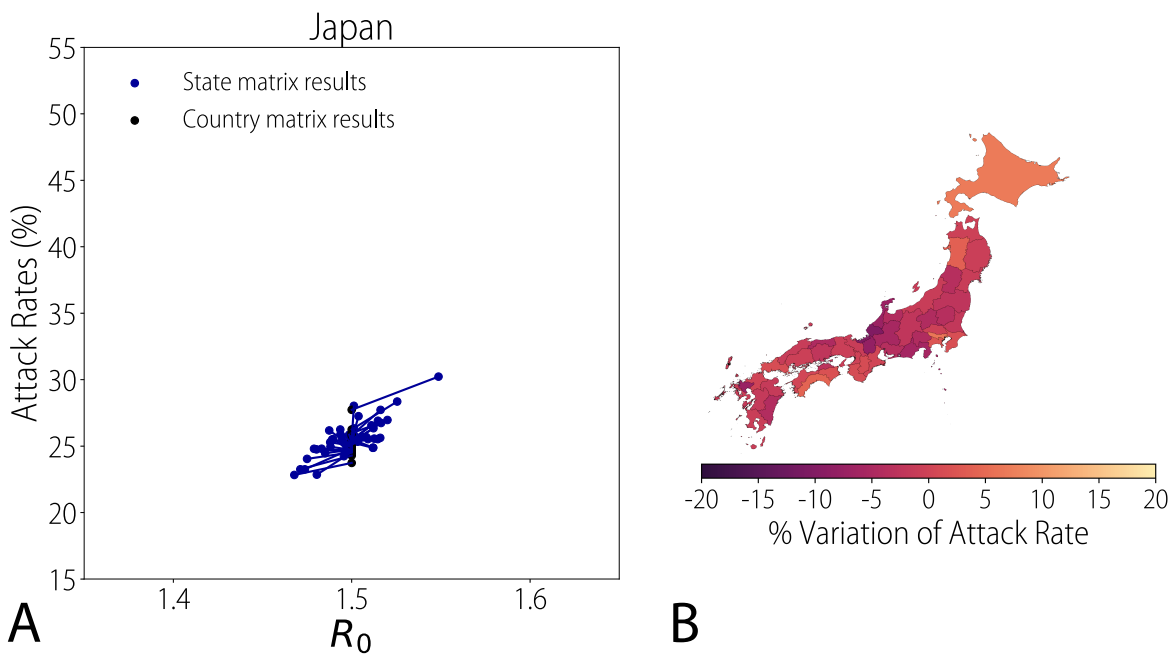 Japan
55
50
45
40
35
30
25
20
15
Attack Rates (%)
State matrix results
Country matrix results
1.4 1.5 1.6
R0
A
-20 -15 -10 -5 0 5 10 15 20
% Variation of Attack Rate
B